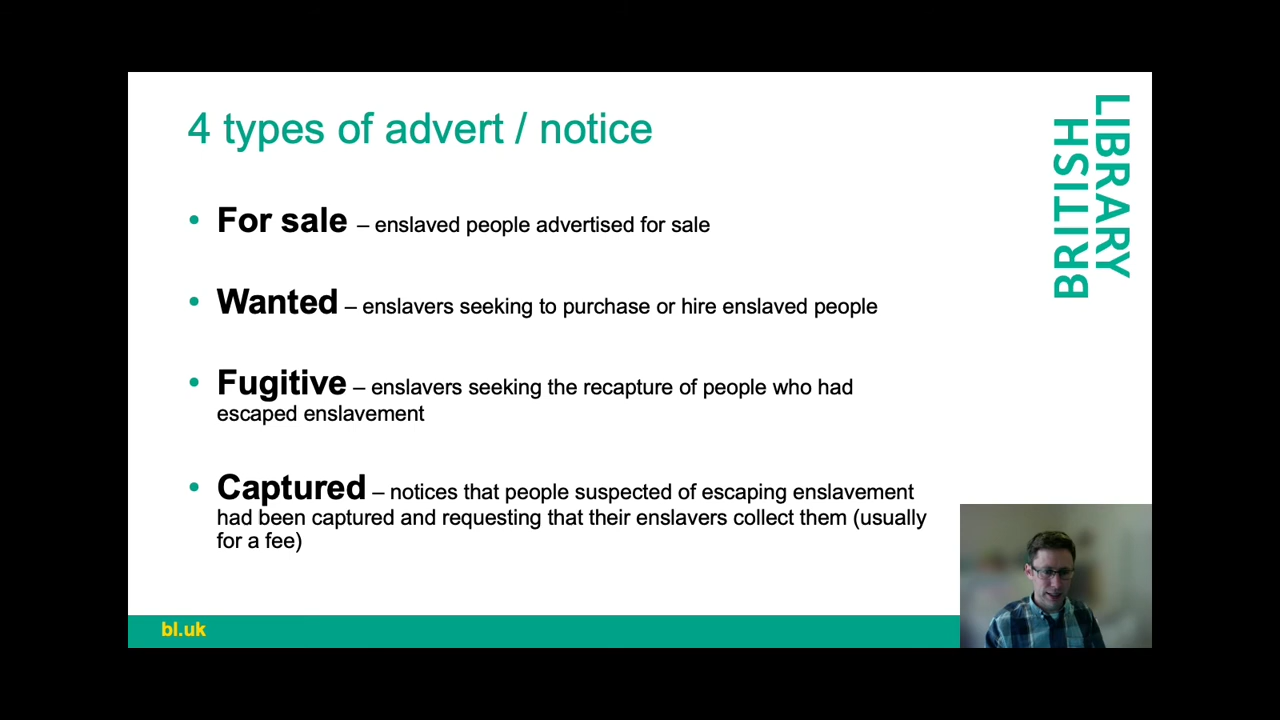 4 types of advert / notice
LIBRARY
BRITISH
• For sale – enslaved people advertised for sale
• Wanted – enslavers seeking to purchase or hire enslaved people
• Fugitive – enslavers seeking the recapture of people who had
escaped enslavement
• Captured – notices that people suspected of escaping enslavement
had been captured and requesting that their enslavers collect them (usually
for a fee)
bl.uk